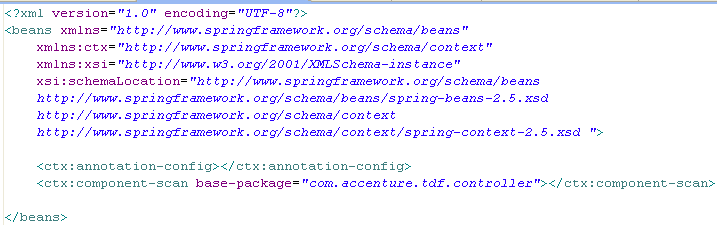 <?xml version="1.0" encoding="UTF-8"?>
<beans xmlns="http://www.springframework.org/schema/beans"
xmlns:ctx="http://www.springframework.org/schema/context"
xmlns:xsi="http://www.w3.org/2001/XMLSchema-instance"
xsi:schemaLocation="http://www.springframework.org/schema/beans
http://www.springframework.org/schema/beans/spring-beans-2.5.xsd
http://www.springframework.org/schema/context
http://www.springframework.org/schema/context/spring-context-2.5.xsd ">
<ctx:annotation-config></ctx:annotation-config>
<ctx:component-scan base-package="com.accenture.tdf.controller"></ctx:component-scan>
</beans>